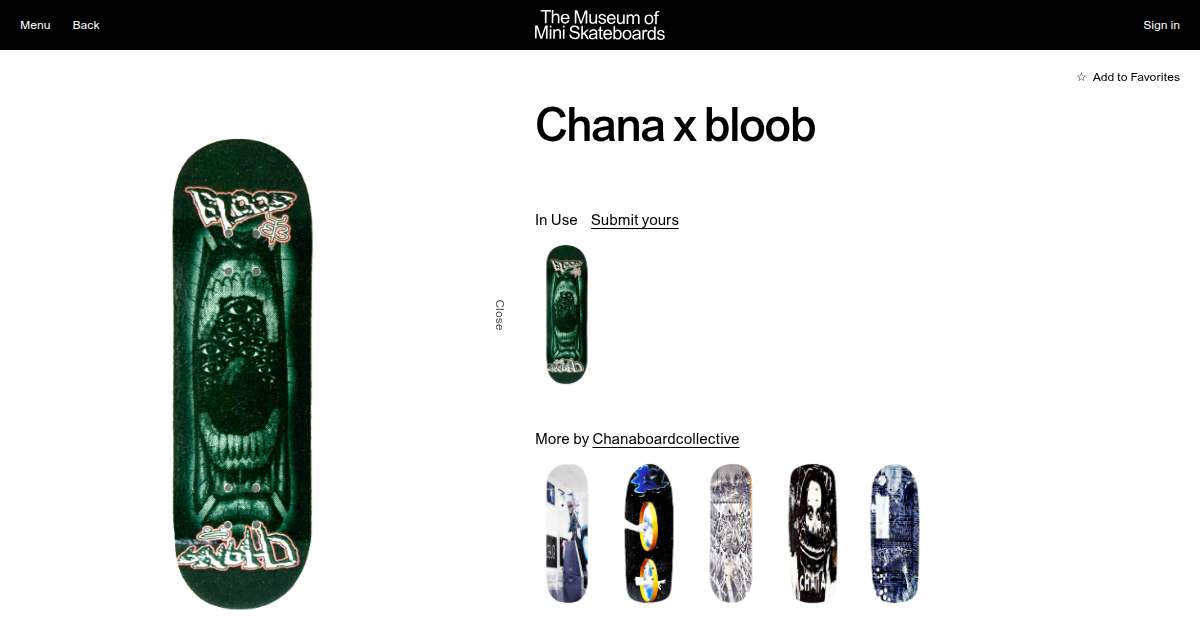 Menu
Back
The Museum of
Mini Skateboards
Sign in
☆ Add to Favorites
Chana x bloob
In Use
Submit yours
Close
More by Chanaboardcollective